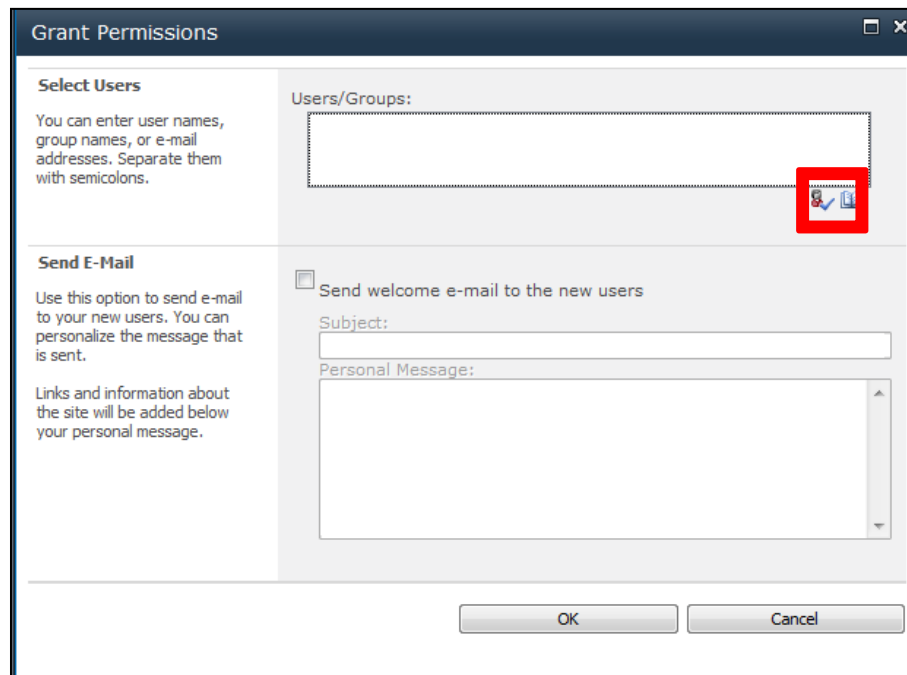 Grant Permissions
Select Users
You can enter user names,
group names, or e-mail
addresses. Separate them
with semicolons.
Users/Groups:
Send E-Mail
Use this option to send e-mail
to your new users. You can
personalize the message that
is sent.
Links and information about
the site will be added below
your personal message.
Send welcome e-mail to the new users
Subject:
Personal Message:
OK
Cancel